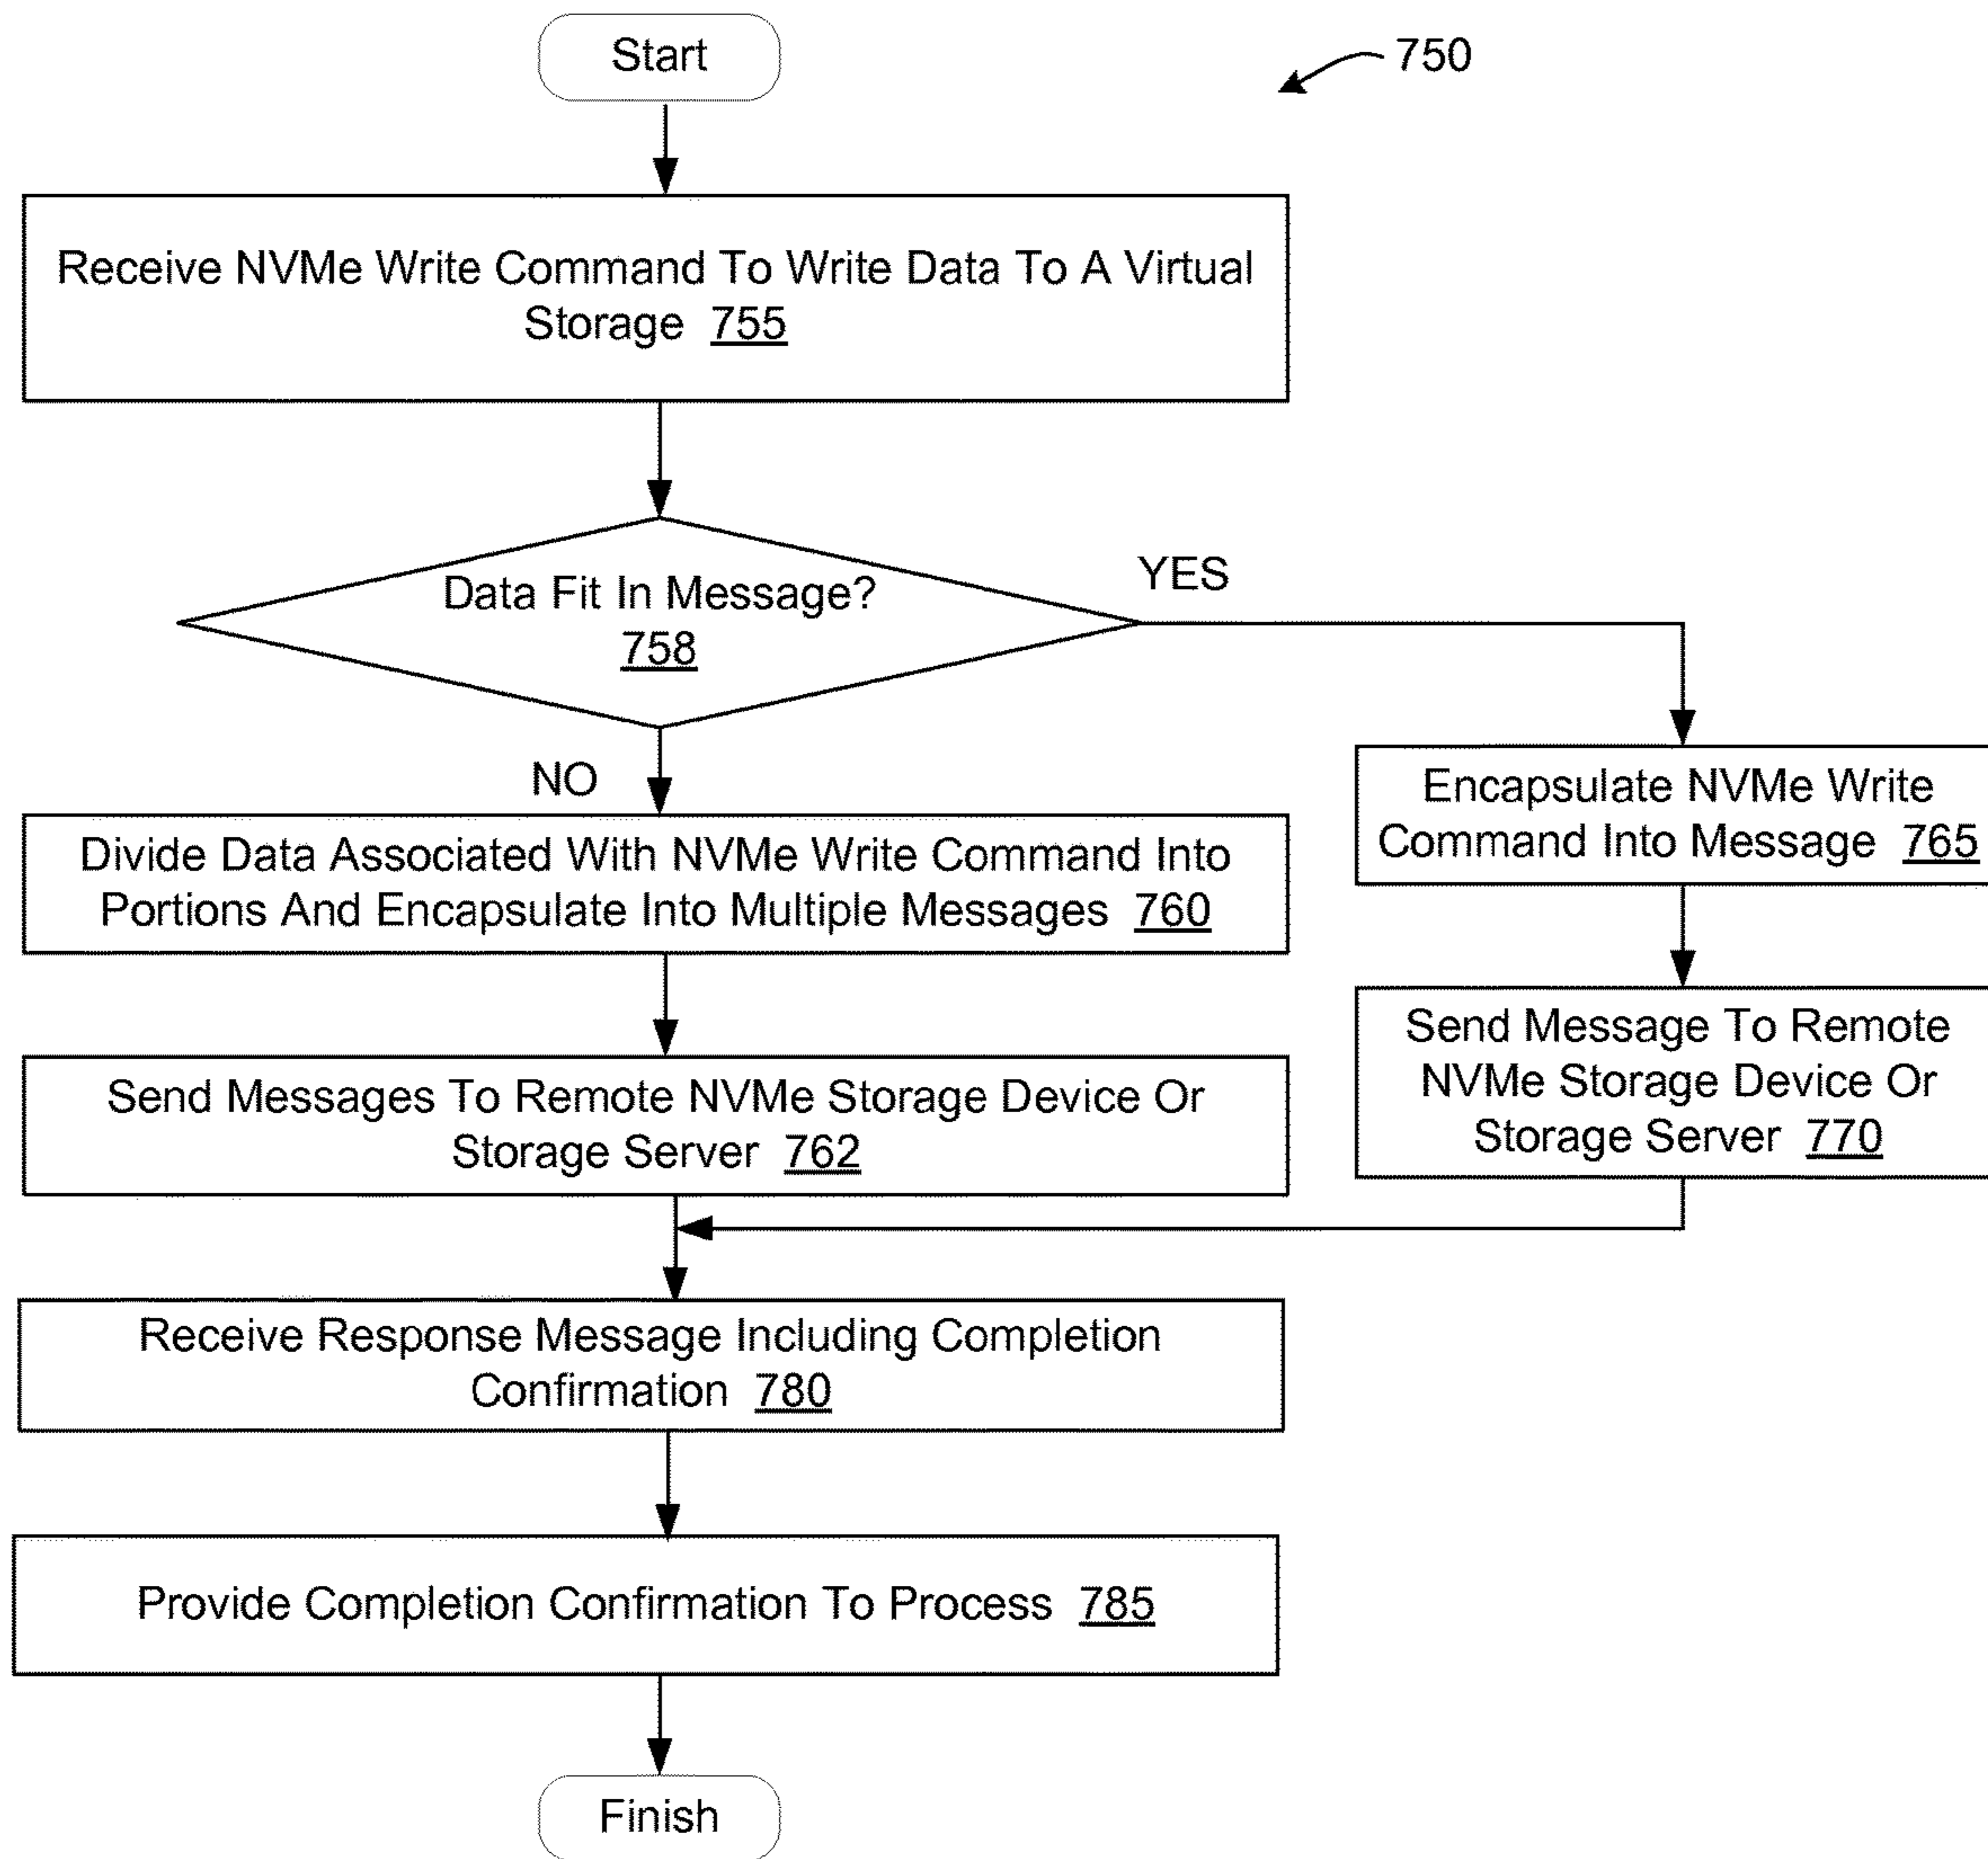 Start
750
Receive NVMe Write Command To Write Data To A Virtual
Storage 755
Data Fit In Message?
758
YES
NO
Divide Data Associated With NVMe Write Command Into
Portions And Encapsulate Into Multiple Messages 760
Encapsulate NVMe Write
Command Into Message 765
Send Messages To Remote NVMe Storage Device Or
Storage Server 762
Send Message To Remote
NVMe Storage Device Or
Storage Server 770
Receive Response Message Including Completion
Confirmation 780
Provide Completion Confirmation To Process 785
Finish